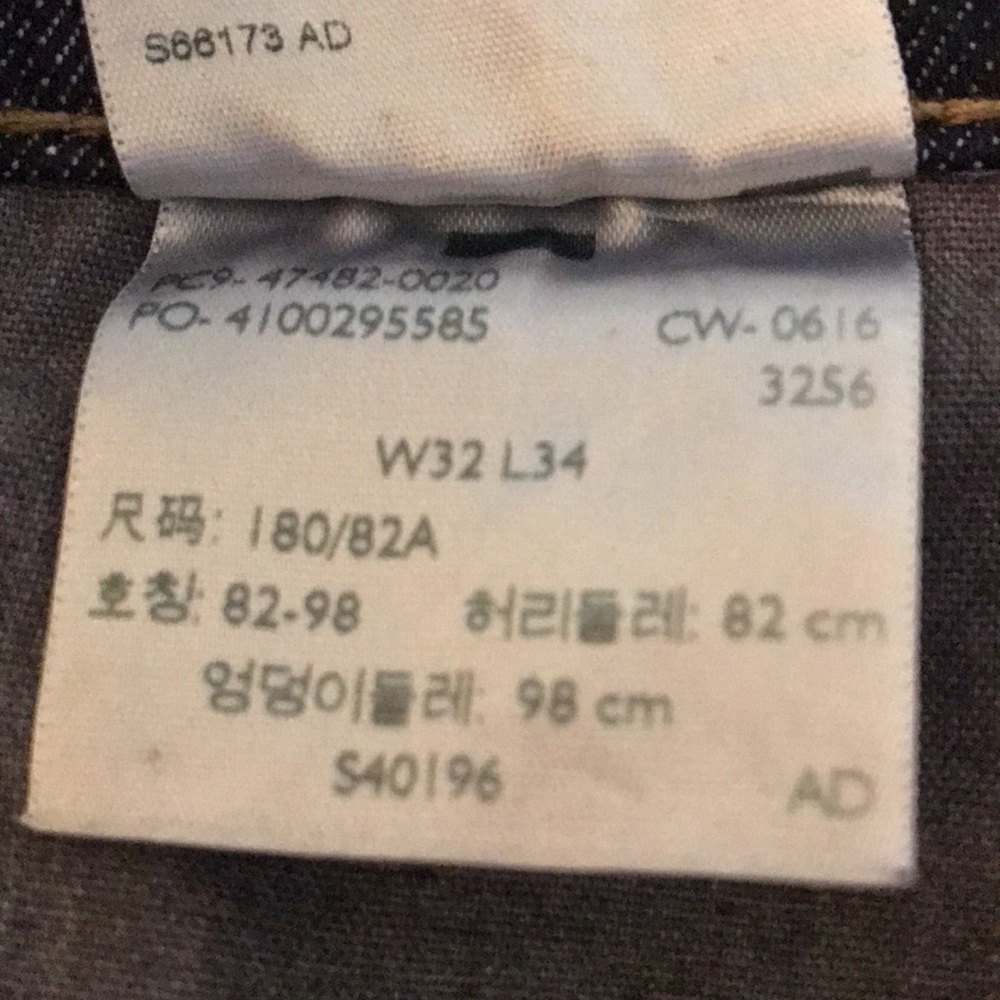 S66173 AD
PC9- 47482-0020
PO- 4100295585 CW- 0616
3256
W32 L34
尺码: 180/82A
호칭: 82-98 허리둘레: 82 cm
엉덩이둘레: 98 cm
S40196 AD